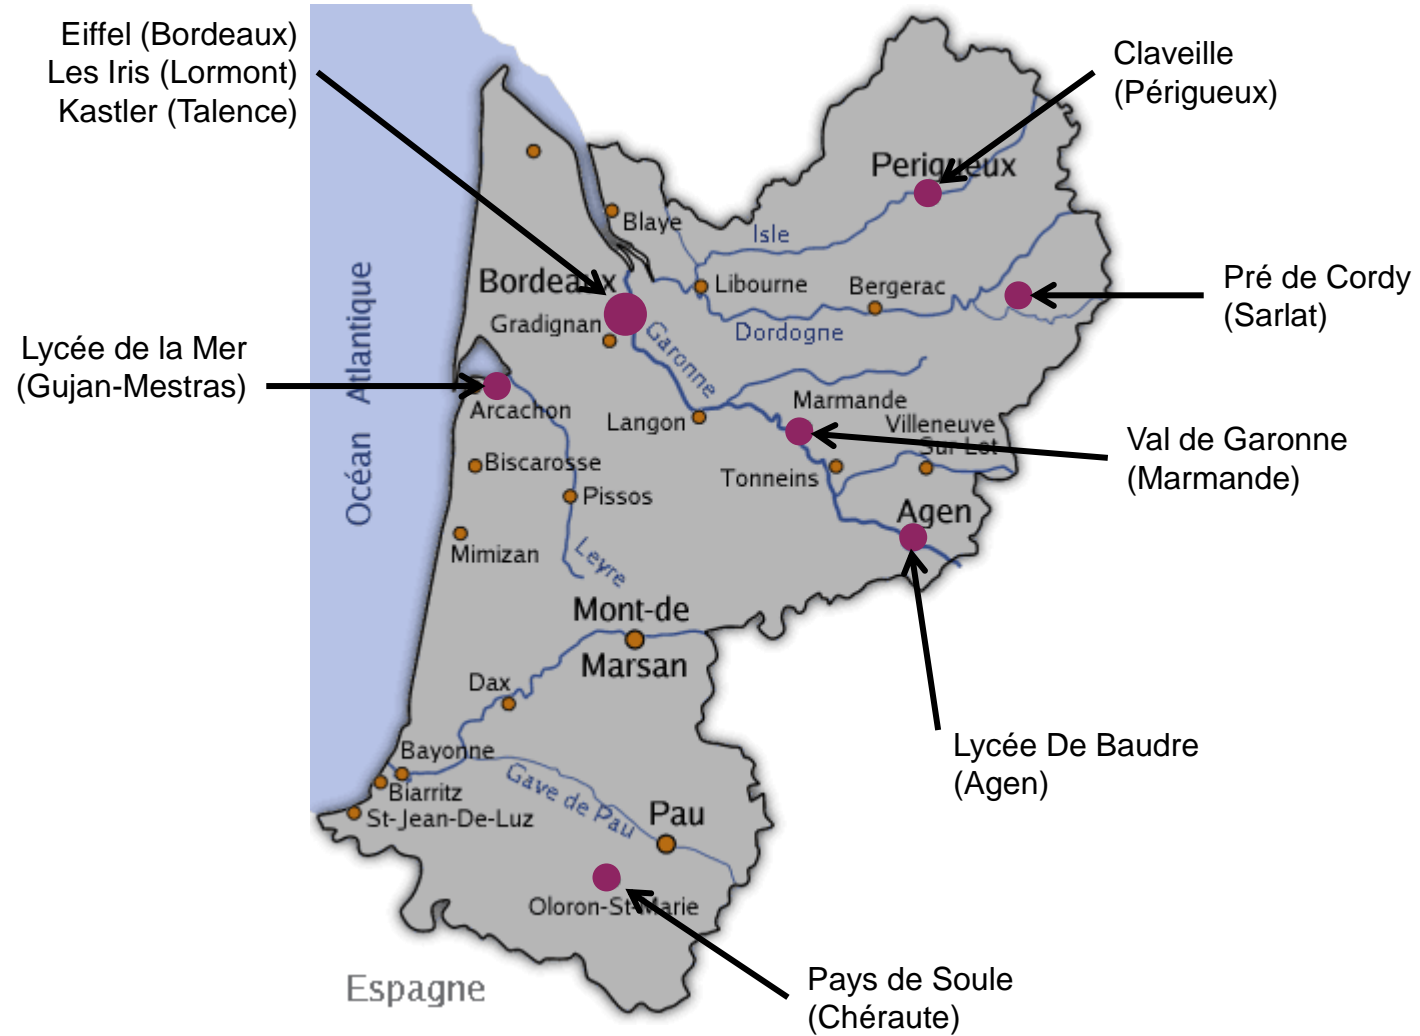 Eiffel (Bordeaux)
Les Iris (Lormont)
Kastler (Talence)
Claveille
(Périgueux)
Periqueux
Blaye
Isle
Bordeaux
Libourne
Bergerac
Pré de Cordy
(Sarlat)
Gradignan
Garonne
Dordogne
Océan Atlantique
Lycée de la Mer
(Gujan-Mestras)
Arcachon
Langon
Marmande
Villeneuve
Sur-Lot
Val de Garonne
(Marmande)
Biscarosse
Tonneins
Pissos
Agen
Mimizan
Leyre
Mont-de
Marsan
Dax
Lycée De Baudre
(Agen)
Bayonne
Biarritz
St-Jean-De-Luz
Gave de Pau
Pau
Oloron-St-Marie
Espagne
Pays de Soule
(Chéraute)